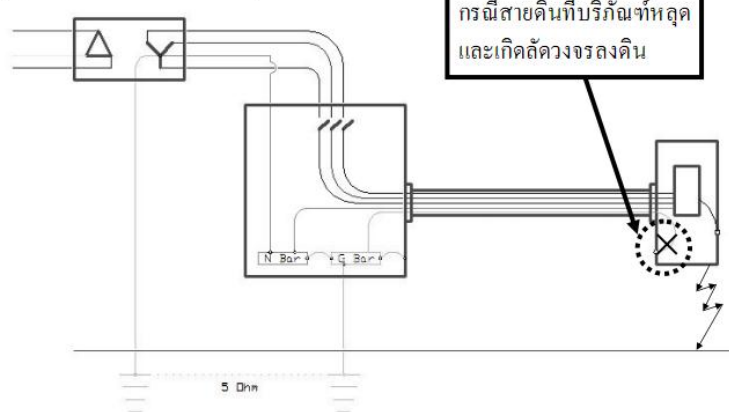 กรณีสายดินที่บริภัณฑ์หลุด
และเกิดลัดวงจรลงดิน
N Bar
G Bar
5 Ohm